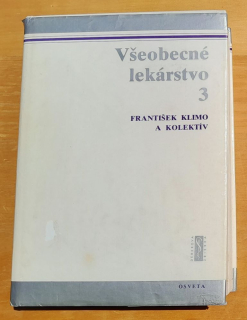 Všeobecné
lekárstvo
3
FRANTIŠEK KLIMO
A KOLEKTÍV
OSVETA